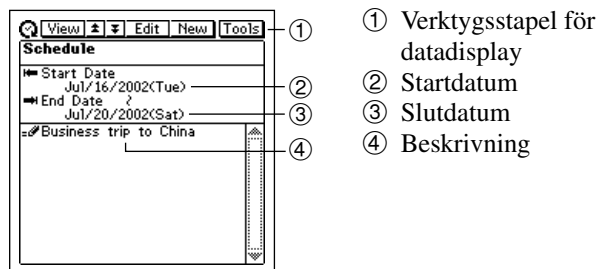 View Edit New Tools ①
Schedule
Start Date
Jul/16/2002(Tue) ②
End Date ~
Jul/20/2002(Sat) ③
Business trip to China
④
① Verktygsstapel för
datadisplay
② Startdatum
③ Slutdatum
④ Beskrivning